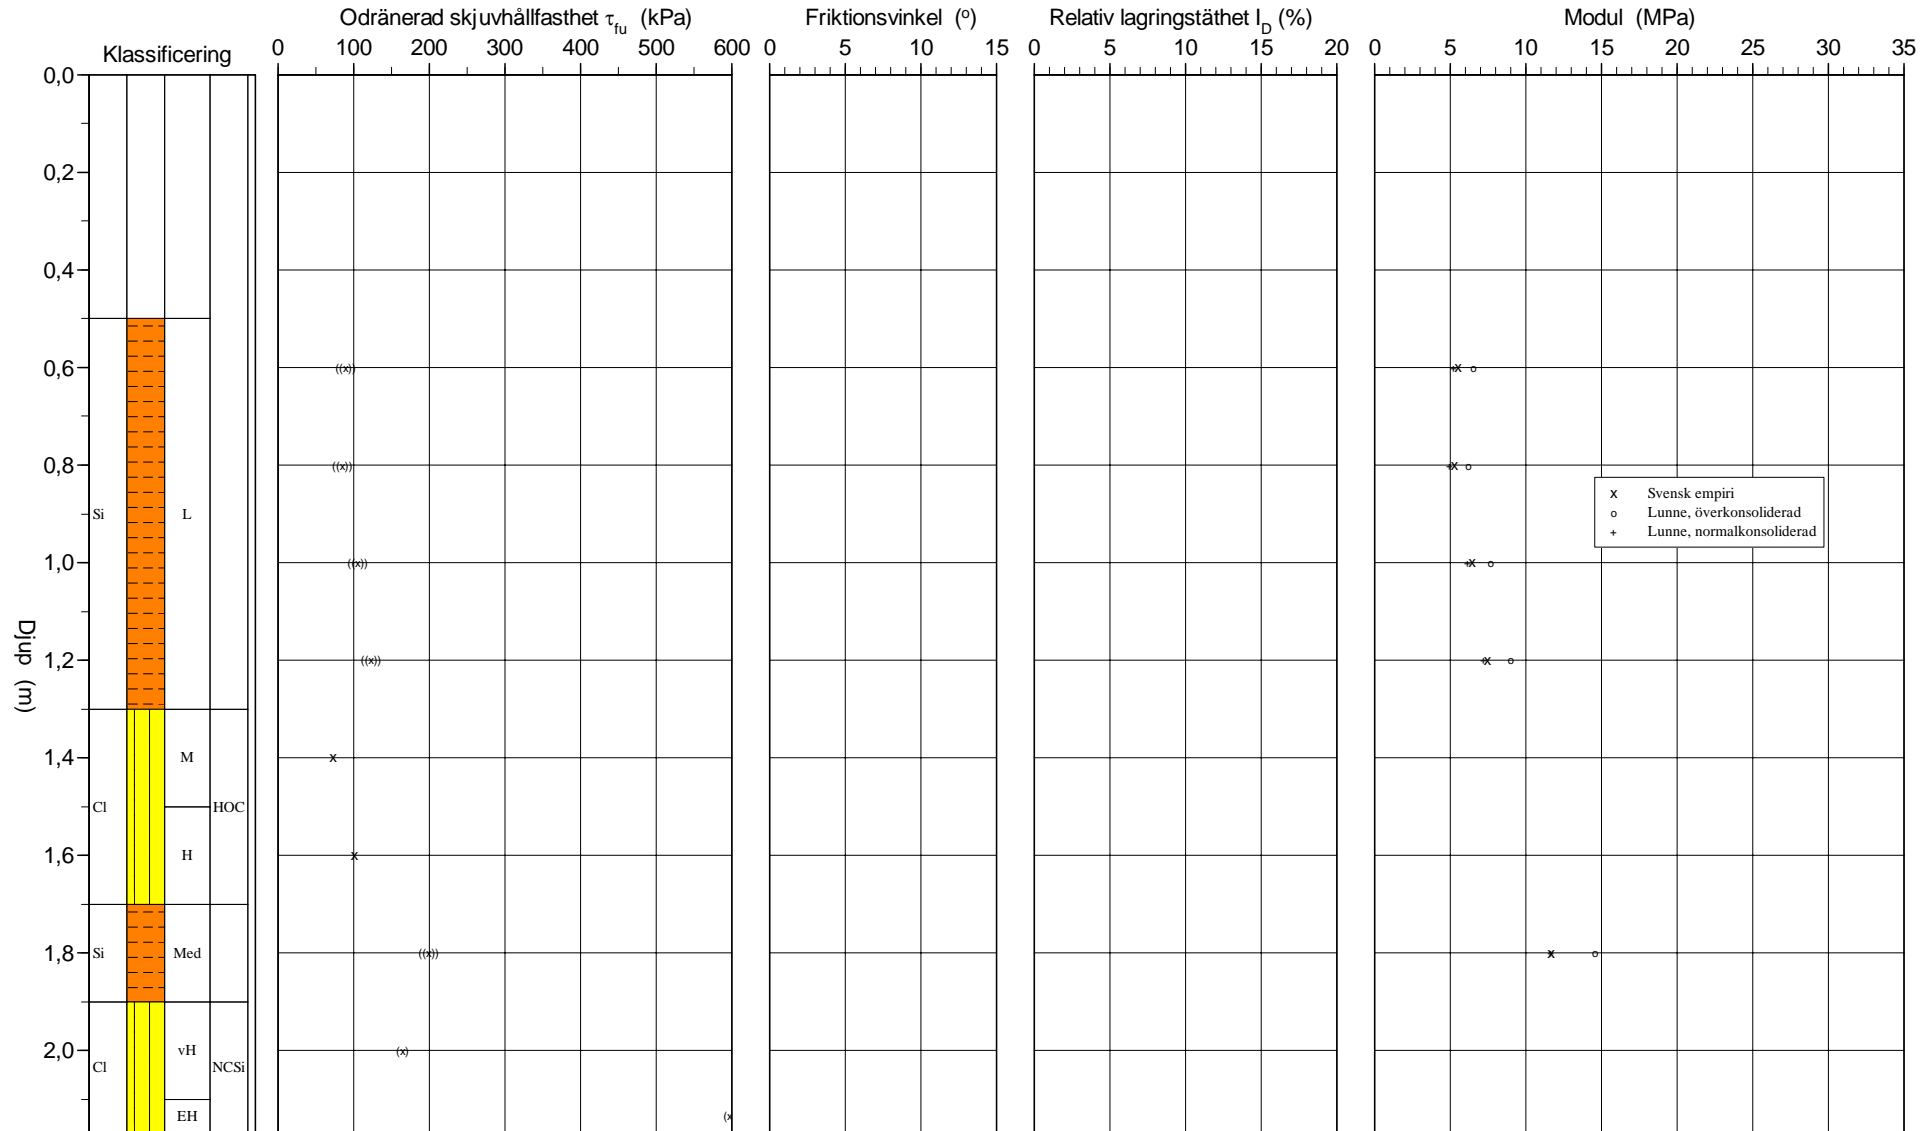 Odränerad skjuvhållfasthet τfu (kPa)
Friktionsvinkel (o)
Relativ lagringstäthet ID (%)
Modul (MPa)
Klassificering
0 100 200 300 400 500 600
0 5 10 15
0 5 10 15 20
0 5 10 15 20 25 30 35
0,0
0,2
0,4
0,6
0,8
1,0
1,2
1,4
1,6
1,8
2,0
Djup (m)
Si
L
Cl
M
HOC
H
Si
Med
Cl
vH
NCSi
EH
((x))
((x))
((x))
((x))
x
x
((x))
(x)
(x
x Svensk empiri
o Lunne, överkonsoliderad
+ Lunne, normalkonsoliderad